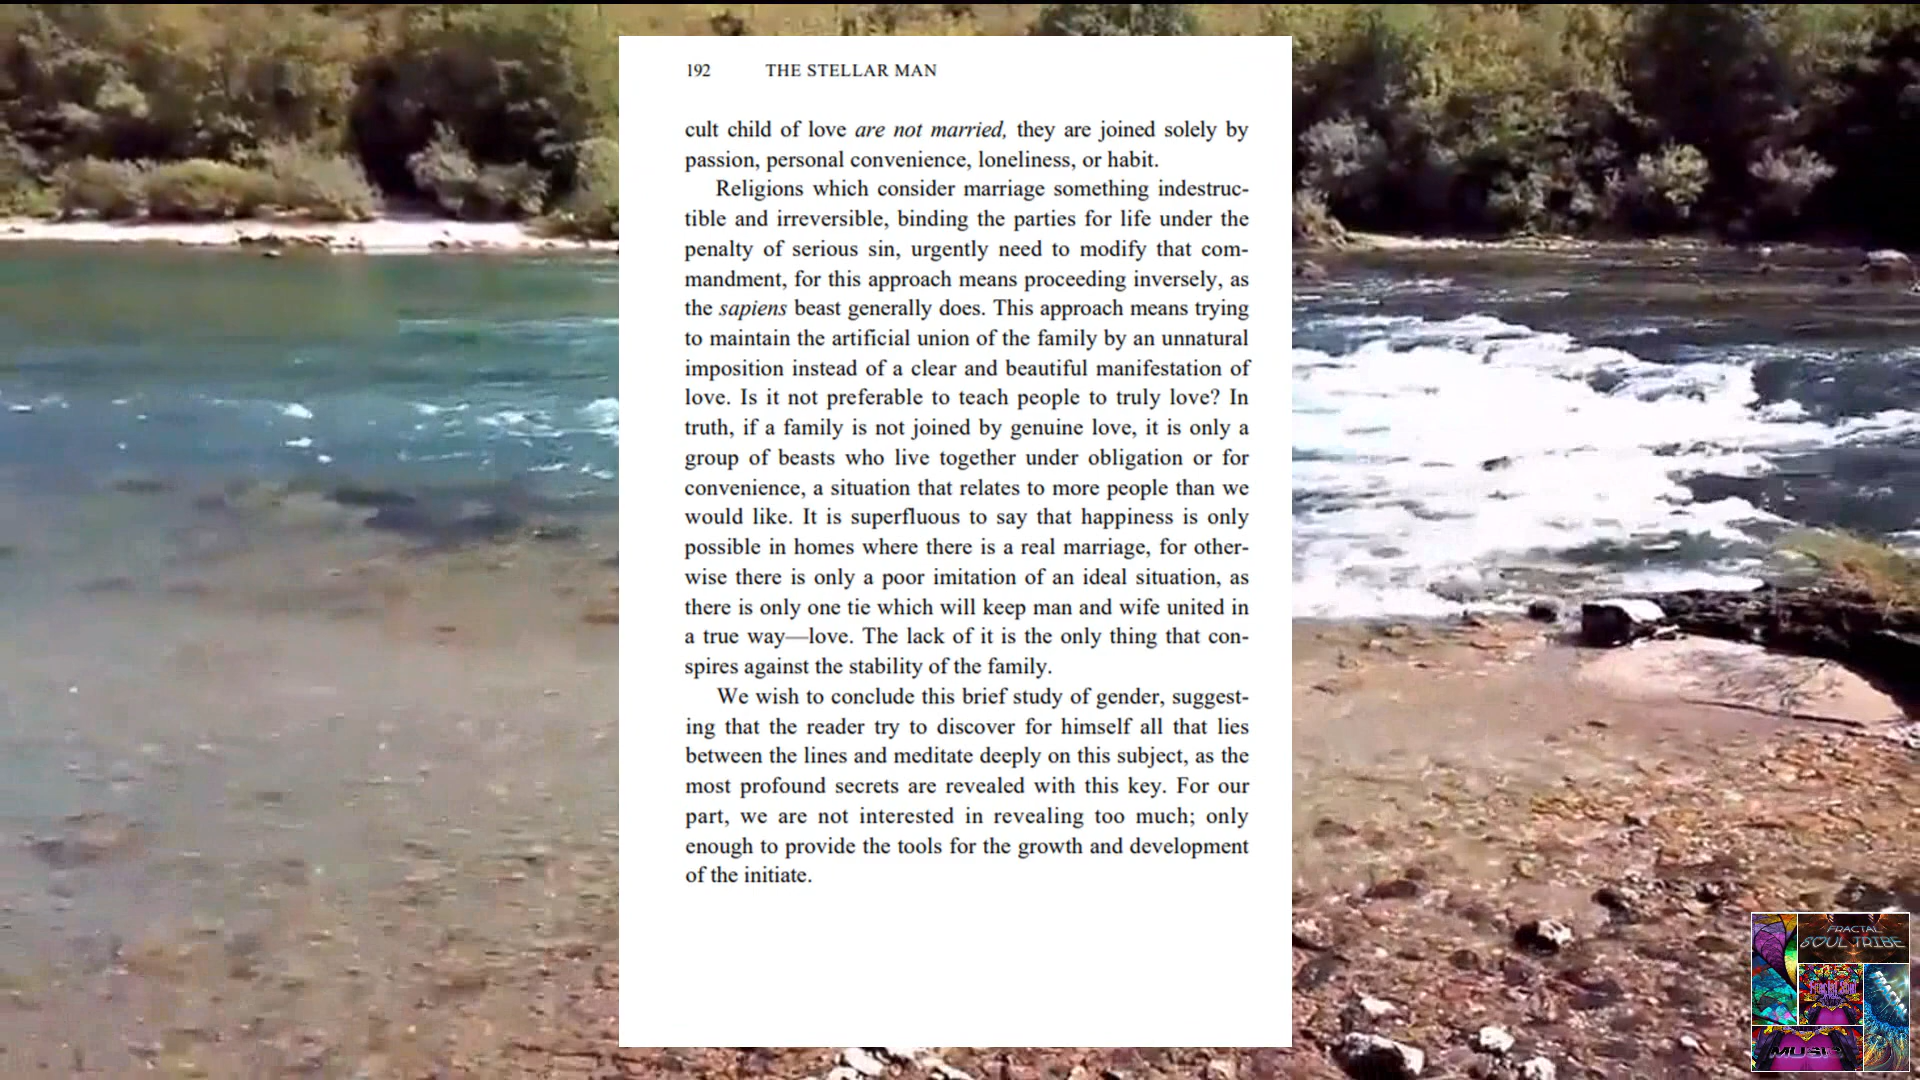 192 THE STELLAR MAN
cult child of love are not married, they are joined solely by
passion, personal convenience, loneliness, or habit.
Religions which consider marriage something indestruc-
tible and irreversible, binding the parties for life under the
penalty of serious sin, urgently need to modify that com-
mandment, for this approach means proceeding inversely, as
the sapiens beast generally does. This approach means trying
to maintain the artificial union of the family by an unnatural
imposition instead of a clear and beautiful manifestation of
love. Is it not preferable to teach people to truly love? In
truth, if a family is not joined by genuine love, it is only a
group of beasts who live together under obligation or for
convenience, a situation that relates to more people than we
would like. It is superfluous to say that happiness is only
possible in homes where there is a real marriage, for other-
wise there is only a poor imitation of an ideal situation, as
there is only one tie which will keep man and wife united in
a true way—love. The lack of it is the only thing that con-
spires against the stability of the family.
We wish to conclude this brief study of gender, suggest-
ing that the reader try to discover for himself all that lies
between the lines and meditate deeply on this subject, as the
most profound secrets are revealed with this key. For our
part, we are not interested in revealing too much; only
enough to provide the tools for the growth and development
of the initiate.
FRACTAL
SOUL TRIBE
Fractal Soul
MUSIC